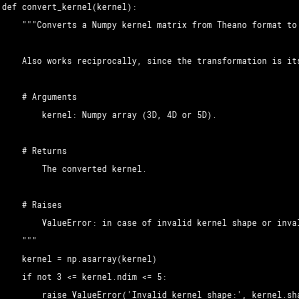 def convert_kernel(kernel):
"""Converts a Numpy kernel matrix from Theano format to
Also works reciprocally, since the transformation is its
# Arguments
kernel: Numpy array (3D, 4D or 5D).
# Returns
The converted kernel.
# Raises
ValueError: in case of invalid kernel shape or inval
"""
kernel = np.asarray(kernel)
if not 3 <= kernel.ndim <= 5:
raise ValueError('Invalid kernel shape:', kernel.sha